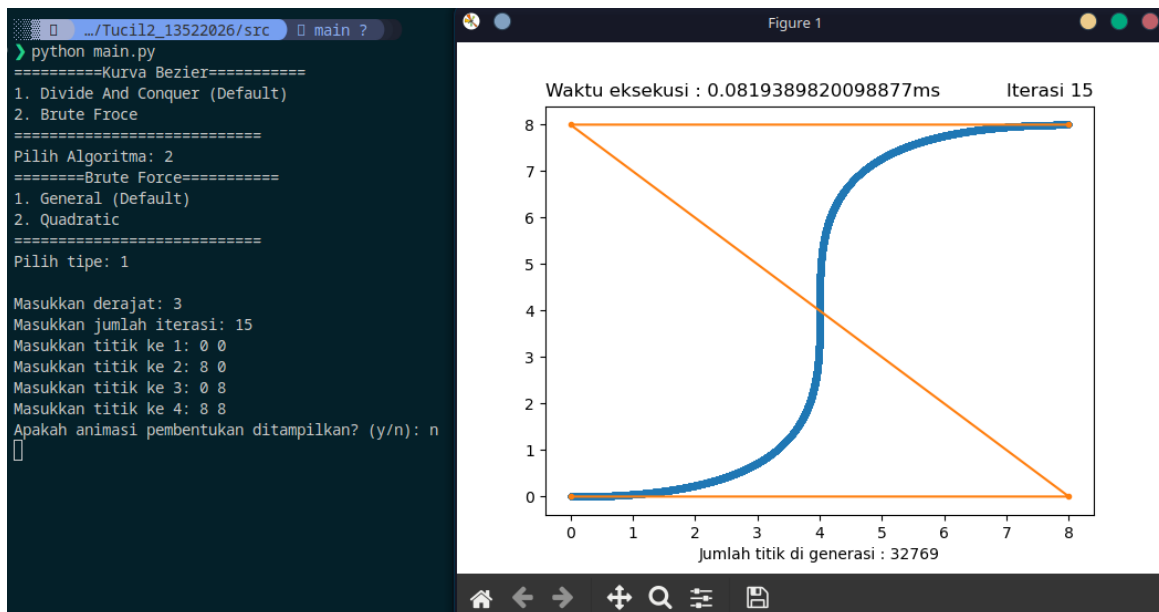 …/Tucil2_13522026/src main ?
❯ python main.py
==========Kurva Bezier===========
1. Divide And Conquer (Default)
2. Brute Froce
============================
Pilih Algoritma: 2
========Brute Force===========
1. General (Default)
2. Quadratic
============================
Pilih tipe: 1
Masukkan derajat: 3
Masukkan jumlah iterasi: 15
Masukkan titik ke 1: 0 0
Masukkan titik ke 2: 8 0
Masukkan titik ke 3: 0 8
Masukkan titik ke 4: 8 8
Apakah animasi pembentukan ditampilkan? (y/n): n
Figure 1
Waktu eksekusi : 0.0819389820098877ms Iterasi 15
8
7
6
5
4
3
2
1
0
0 1 2 3 4 5 6 7 8
Jumlah titik di generasi : 32769